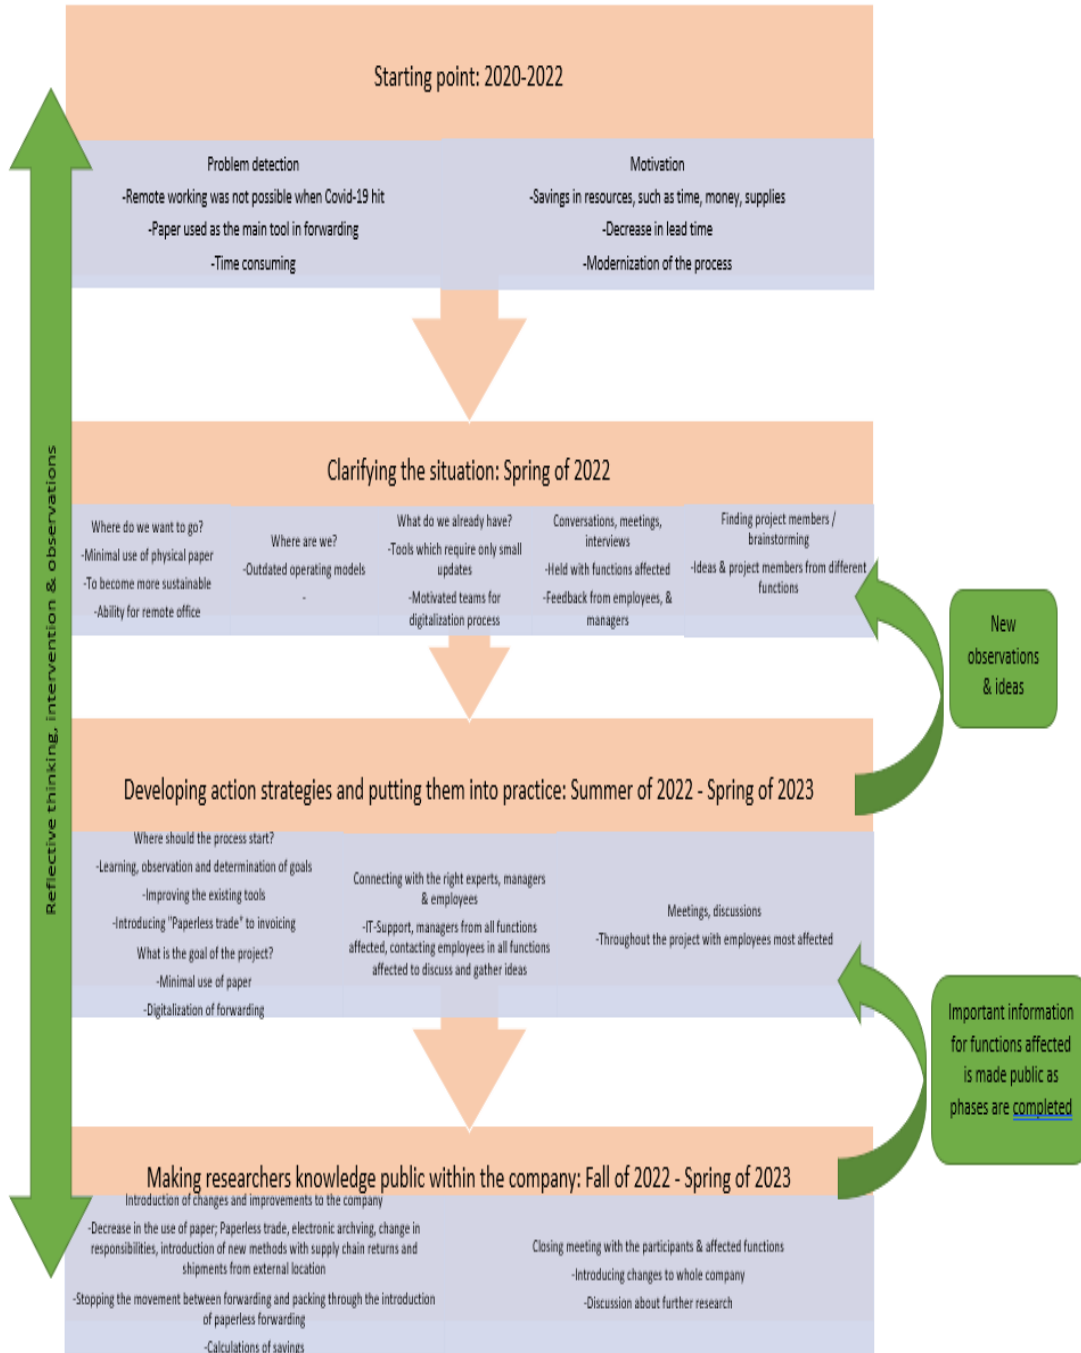 Starting point: 2020-2022
Problem detection
-Remote working was not possible when Covid-19 hit
-Paper used as the main tool in forwarding
-Time consuming
Motivation
-Savings in resources, such as time, money, supplies
-Decrease in lead time
-Modernization of the process
Reflective thinking, intervention & observations
Clarifying the situation: Spring of 2022
Where do we want to go?
-Minimal use of physical paper
-To become more sustainable
-Ability for remote office
Where are we?
-Outdated operating models
-
What do we already have?
-Tools which require only small
updates
-Motivated teams for
digitalization process
Conversations, meetings,
interviews
-Held with functions affected
-Feedback from employees, &
managers
Finding project members /
brainstorming
-Ideas & project members from different
functions
New
observations
& ideas
Developing action strategies and putting them into practice: Summer of 2022 - Spring of 2023
Where should the process start?
-Learning, observation and determination of goals
-Improving the existing tools
-Introducing "Paperless trade" to invoicing
What is the goal of the project?
-Minimal use of paper
-Digitalization of forwarding
Connecting with the right experts, managers
& employees
-IT-Support, managers from all functions
affected, contacting employees in all functions
affected to discuss and gather ideas
Meetings, discussions
-Throughout the project with employees most affected
Important information
for functions affected
is made public as
phases are completed
Making researchers knowledge public within the company: Fall of 2022 - Spring of 2023
Introduction of changes and improvements to the company
-Decrease in the use of paper; Paperless trade, electronic archving, change in
responsibilities, introduction of new methods with supply chain returns and
shipments from external location
-Stopping the movement between forwarding and packing through the introduction
of paperless forwarding
-Calculations of savings
Closing meeting with the participants & affected functions
-Introducing changes to whole company
-Discussion about further research